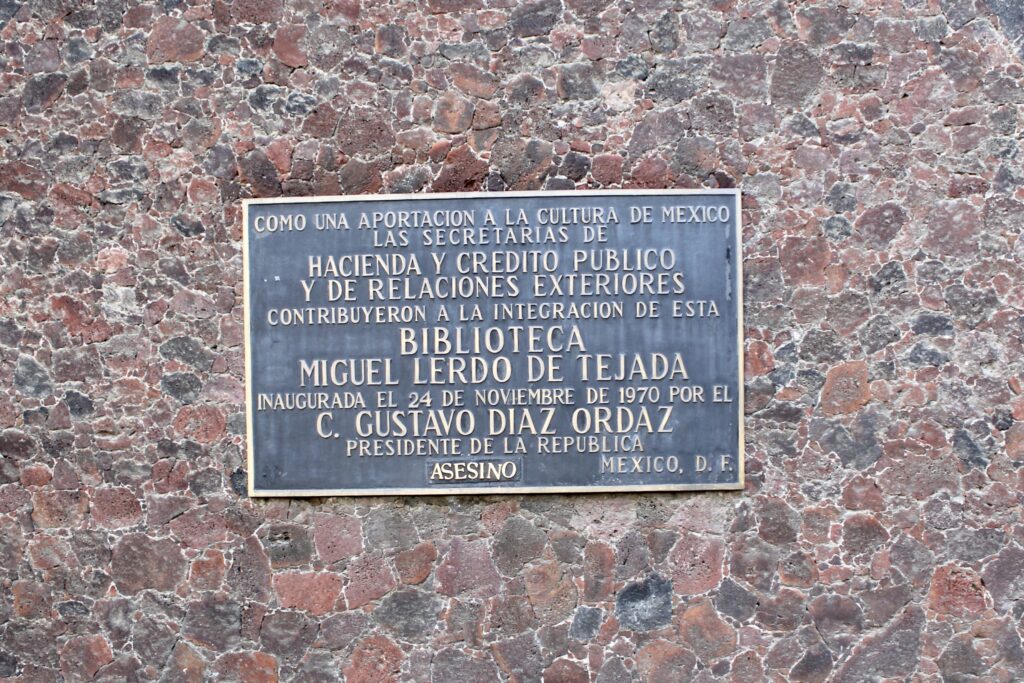 COMO UNA APORTACION A LA CULTURA DE MEXICO
LAS SECRETARIAS DE
HACIENDA Y CREDITO PUBLICO
Y DE RELACIONES EXTERIORES
CONTRIBUYERON A LA INTEGRACION DE ESTA
BIBLIOTECA
MIGUEL LERDO DE TEJADA
INAUGURADA EL 24 DE NOVIEMBRE DE 1970 POR EL
C. GUSTAVO DIAZ ORDAZ
PRESIDENTE DE LA REPUBLICA
ASESINO
MEXICO, D. F.